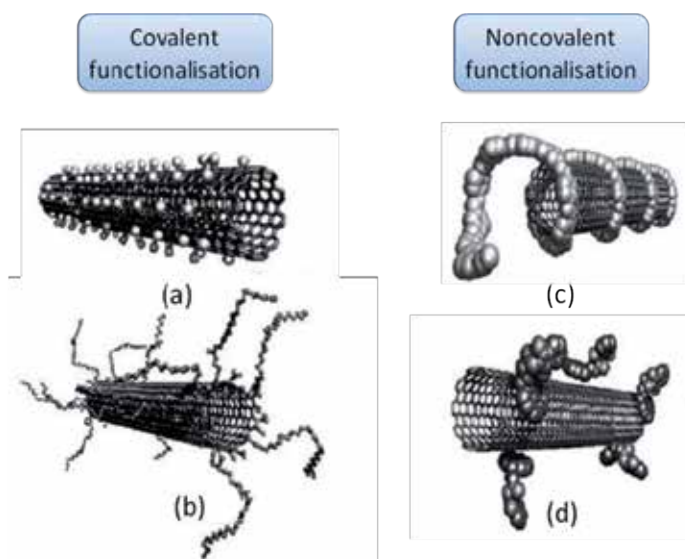 Covalent
functionalisation
Noncovalent
functionalisation
(a)
(c)
(b)
(d)